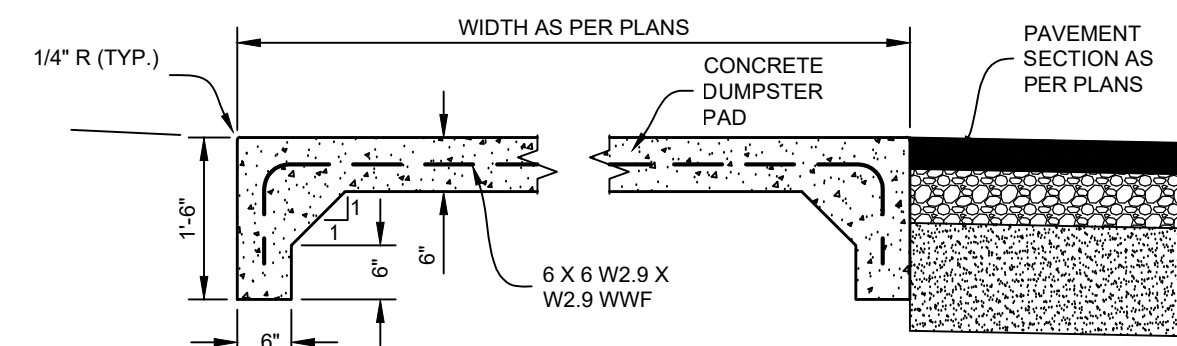 WIDTH AS PER PLANS
1/4" R (TYP.)
CONCRETE
DUMPSTER
PAD
PAVEMENT
SECTION AS
PER PLANS
1'-6"
1
1
6"
6"
6 X 6 W2.9 X
W2.9 WWF
6"